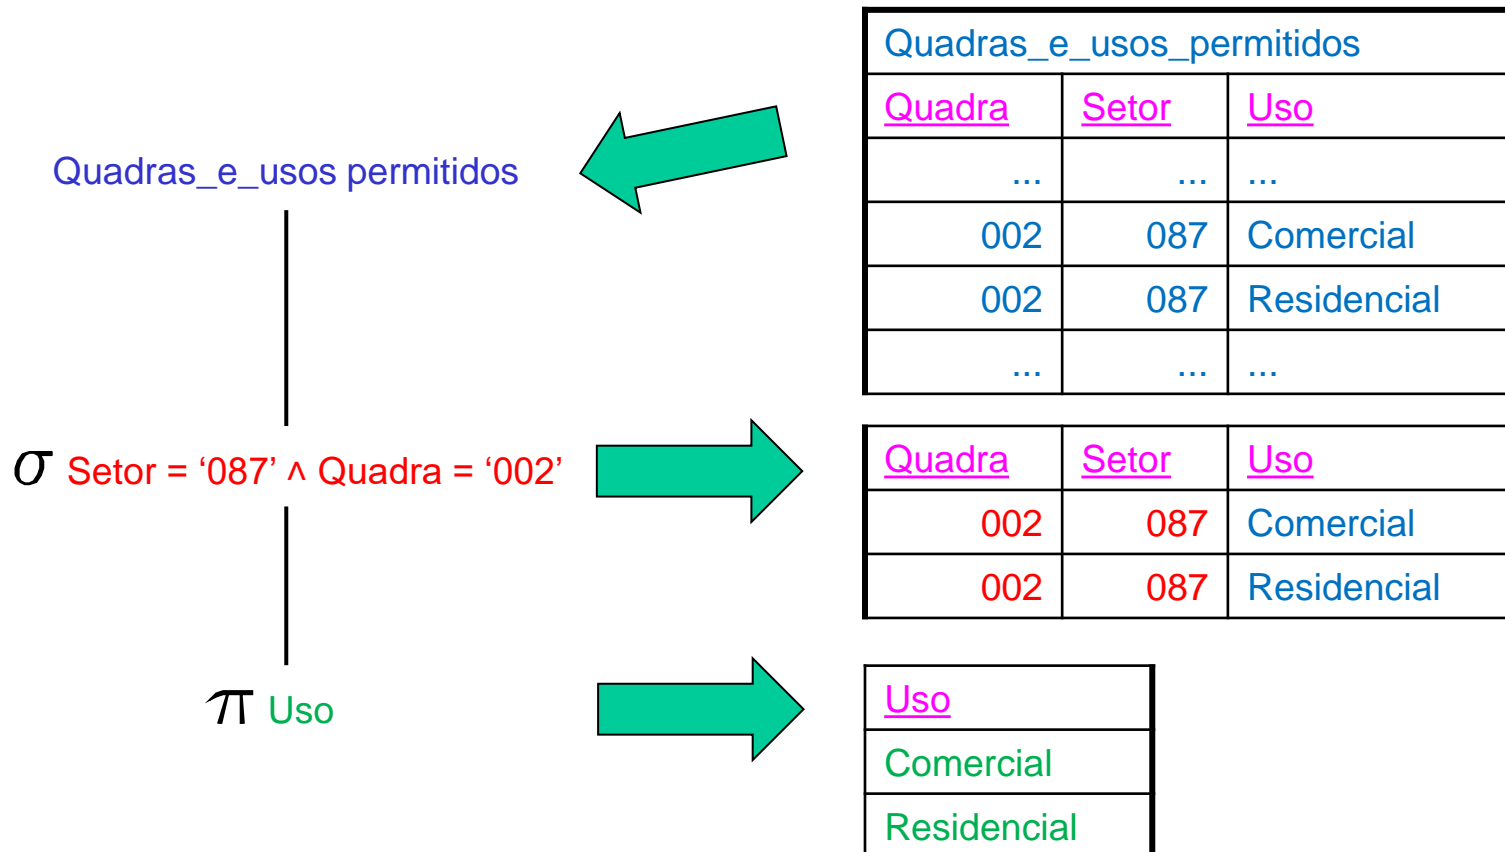 Quadras_e_usos_permitidos
Quadra Setor Uso
... ... ...
002 087 Comercial
002 087 Residencial
... ... ...
Quadras_e_usos permitidos
σ Setor = ‘087’ ∧ Quadra = ‘002’
Quadra Setor Uso
002 087 Comercial
002 087 Residencial
π Uso
Uso
Comercial
Residencial